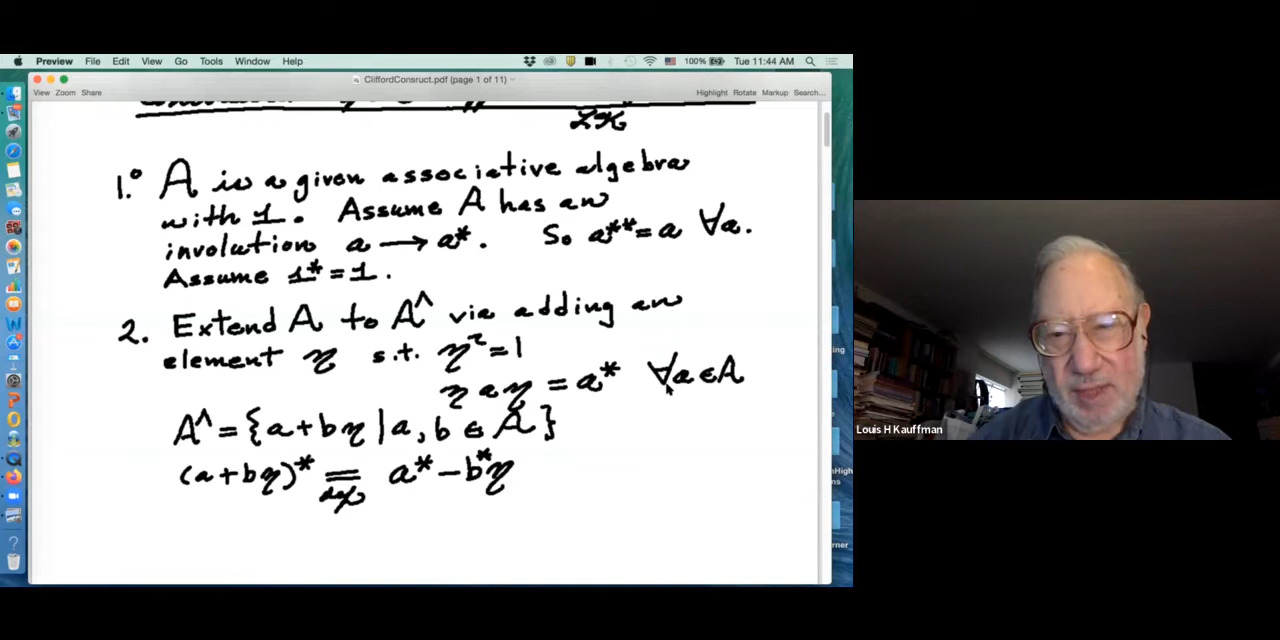 Preview File Edit View Go Tools Window Help 100% Tue 11:44 AM
CliffordConsruct.pdf (page 1 of 11)
View Zoom Share Highlight Rotate Markup Search...
LK
1.° A is a given associative algebra
with 1. Assume A has an
involution a → a*. So a** = a ∀a.
Assume 1* = 1.
2. Extend A to A^ via adding an
element η s.t. η² = 1
η a η = a* ∀a ∈ A
A^ = {a + bη | a, b ∈ A}
(a + bη)* = a* - b*η
def
Louis H Kauffman